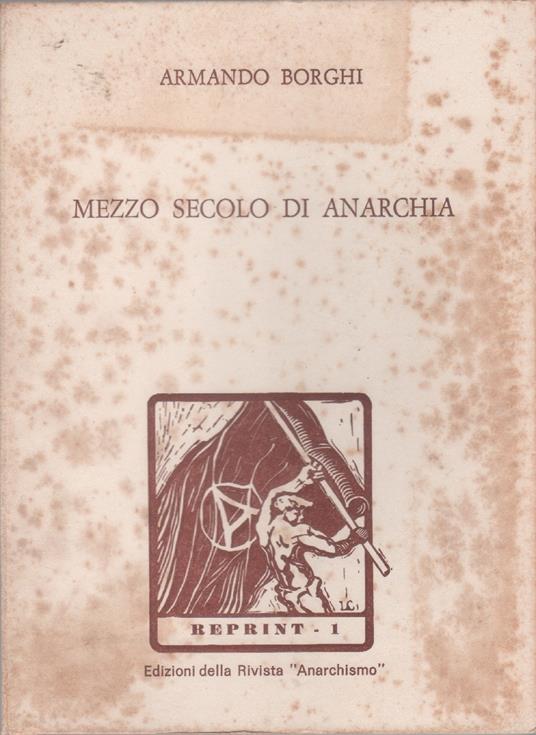 ARMANDO BORGHI
MEZZO SECOLO DI ANARCHIA
LC
REPRINT - 1
Edizioni della Rivista "Anarchismo"